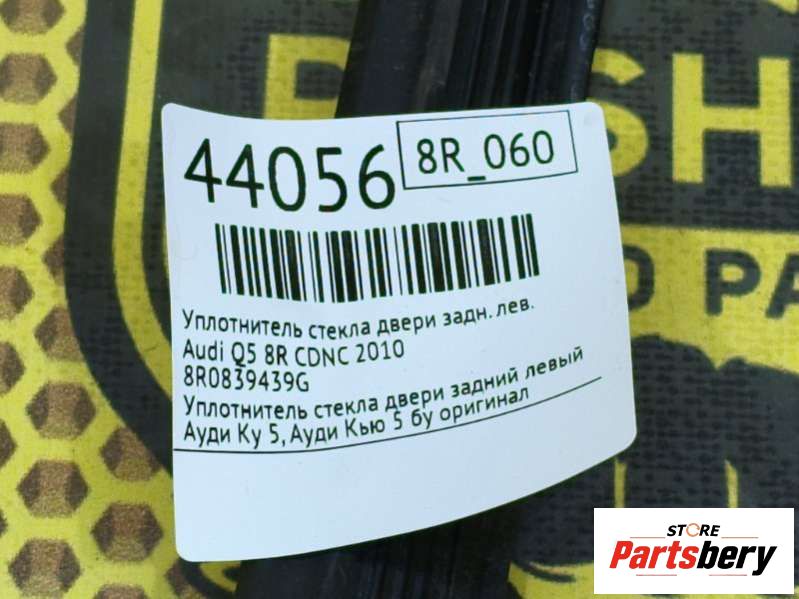 44056
8R_060
Уплотнитель стекла двери задн. лев.
Audi Q5 8R CDNC 2010
8R0839439G
Уплотнитель стекла двери задний левый
Ауди Ку 5, Ауди Кью 5 бу оригинал
STORE
Partsbery